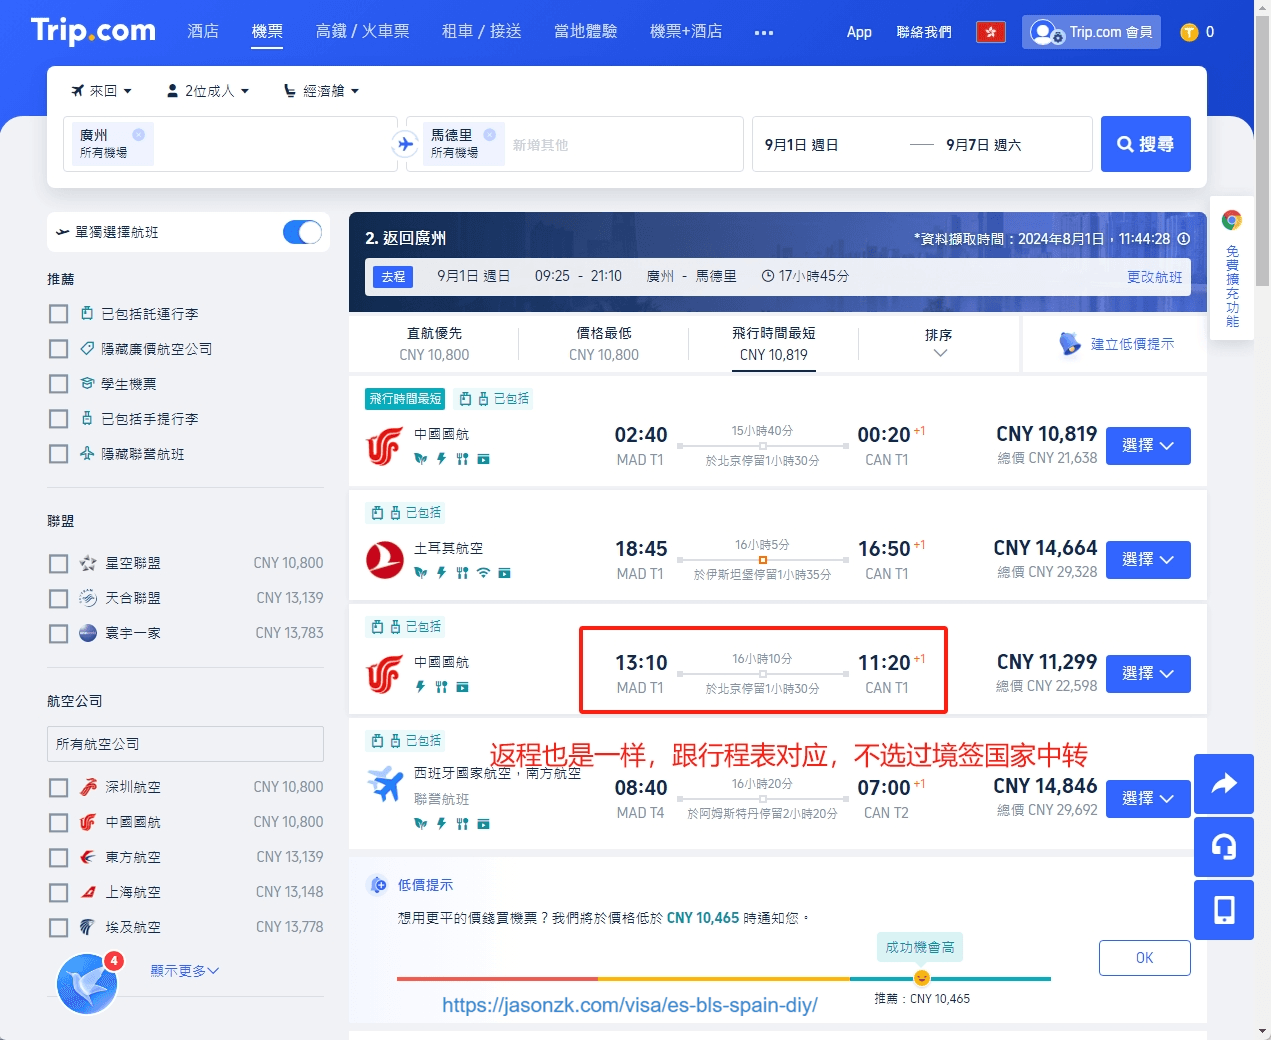 Trip.com 酒店 機票 高鐵 / 火車票 租車 / 接送 當地體驗 機票+酒店 ••• App 聯絡我們 Trip.com 會員 T 0
來回 2位成人 經濟艙
廣州 馬德里 新增其他 9月1日 週日 — 9月7日 週六 搜尋
所有機場 所有機場
單獨選擇航班
推薦
已包括託運行李
隱藏廉價航空公司
學生機票
已包括手提行李
隱藏聯營航班
聯盟
星空聯盟 CNY 10,800
天合聯盟 CNY 13,139
寰宇一家 CNY 13,783
航空公司
所有航空公司
深圳航空 CNY 10,800
中國國航 CNY 10,800
東方航空 CNY 13,139
上海航空 CNY 13,148
埃及航空 CNY 13,778
4
顯示更多
2. 返回廣州 *資料擷取時間：2024年8月1日，11:44:28
去程 9月1日 週日 09:25 - 21:10 廣州 - 馬德里 17小時45分 更改航班
直航優先 價格最低 飛行時間最短 排序 建立低價提示
CNY 10,800 CNY 10,800 CNY 10,819
飛行時間最短 已包括
中國國航 02:40 15小時40分 00:20 +1 CNY 10,819 選擇
MAD T1 於北京停留1小時30分 CAN T1 總價 CNY 21,638
已包括
土耳其航空 18:45 16小時5分 16:50 +1 CNY 14,664 選擇
MAD T1 於伊斯坦堡停留1小時35分 CAN T1 總價 CNY 29,328
已包括
中國國航 13:10 16小時10分 11:20 +1 CNY 11,299 選擇
MAD T1 於北京停留1小時30分 CAN T1 總價 CNY 22,598
已包括
返程也是一样，跟行程表对应，不选过境签国家中转
西班牙國家航空，南方航空 08:40 16小時20分 07:00 +1 CNY 14,846 選擇
聯營航班 MAD T4 於阿姆斯特丹停留2小時20分 CAN T2 總價 CNY 29,692
低價提示
想用更平的價錢買機票？我們將於價格低於 CNY 10,465 時通知您。
成功機會高
OK
推薦：CNY 10,465
https://jasonzk.com/visa/es-bls-spain-diy/
免費擴充功能